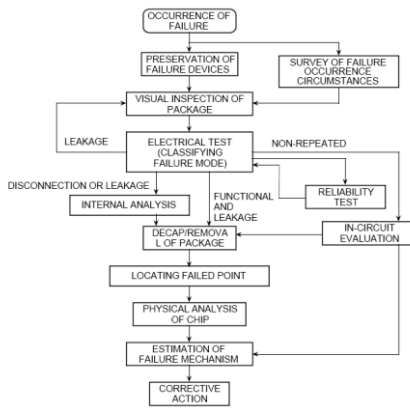 OCCURRENCE OF
FAILURE
PRESERVATION OF
FAILURE DEVICES
SURVEY OF FAILURE
OCCURRENCE
CIRCUMSTANCES
VISUAL INSPECTION OF
PACKAGE
LEAKAGE
ELECTRICAL TEST
(CLASSIFYING
FAILURE MODE)
NON-REPEATED
DISCONNECTION OR LEAKAGE
FUNCTIONAL
AND
LEAKAGE
RELIABILITY
TEST
INTERNAL ANALYSIS
DECAP/REMOVA
L OF PACKAGE
IN-CIRCUIT
EVALUATION
LOCATING FAILED POINT
PHYSICAL ANALYSIS
OF CHIP
ESTIMATION OF
FAILURE MECHANISM
CORRECTIVE
ACTION